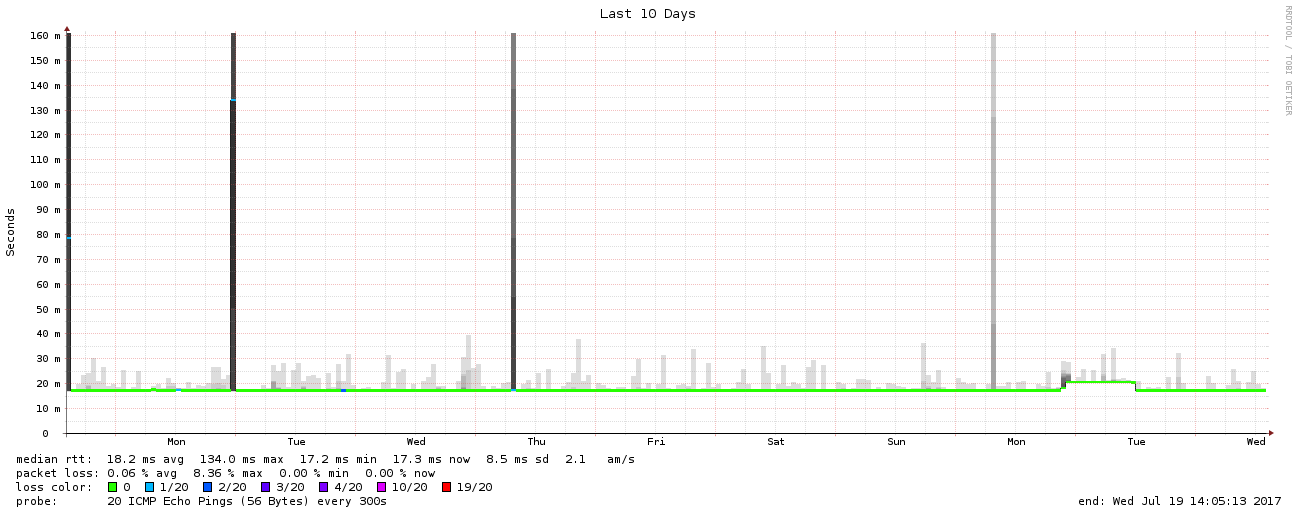 Last 10 Days
RRDTOOL / TOBI OETIKER
Seconds
160 m
150 m
140 m
130 m
120 m
110 m
100 m
90 m
80 m
70 m
60 m
50 m
40 m
30 m
20 m
10 m
0
Mon Tue Wed Thu Fri Sat Sun Mon Tue Wed
median rtt: 18.2 ms avg 134.0 ms max 17.2 ms min 17.3 ms now 8.5 ms sd 2.1 am/s
packet loss: 0.06 % avg 8.36 % max 0.00 % min 0.00 % now
loss color: 0 1/20 2/20 3/20 4/20 10/20 19/20
probe: 20 ICMP Echo Pings (56 Bytes) every 300s end: Wed Jul 19 14:05:13 2017